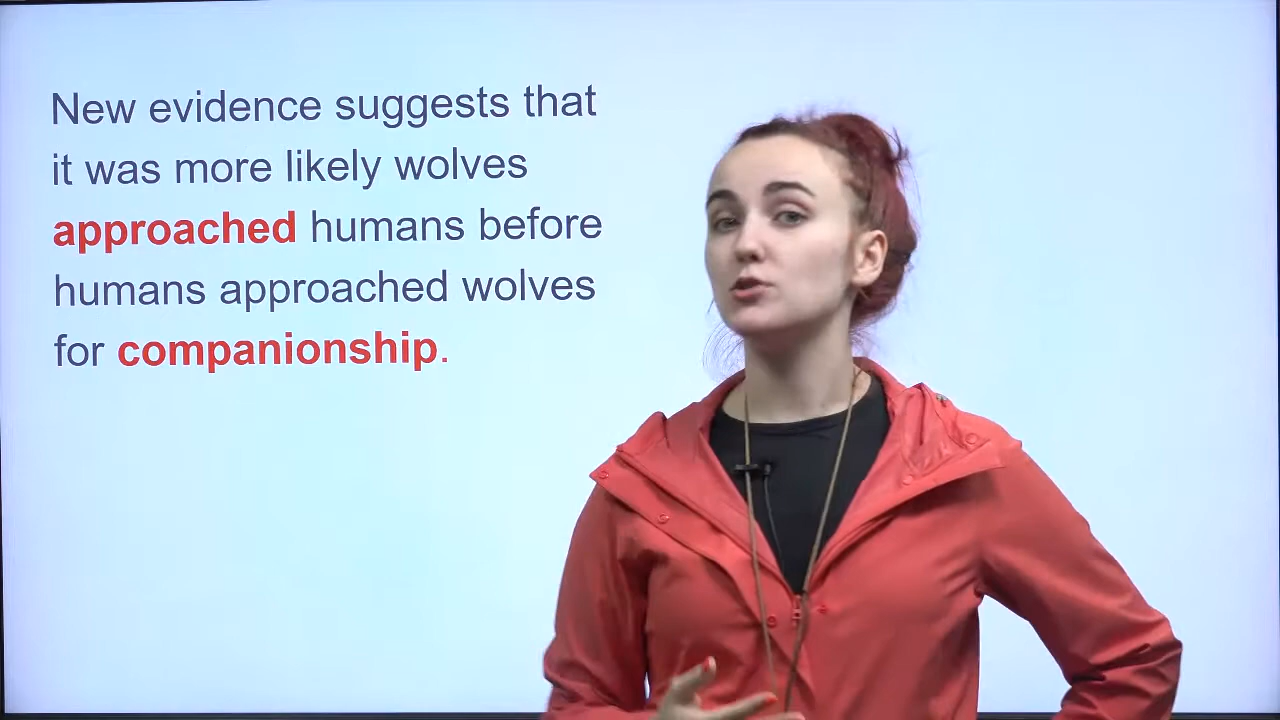 New evidence suggests that
it was more likely wolves
approached humans before
humans approached wolves
for companionship.